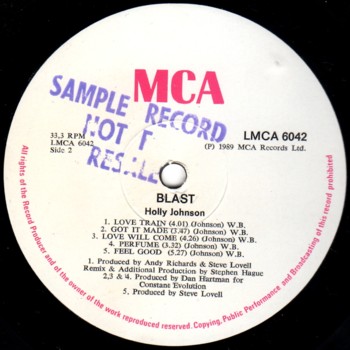 MCA
SAMPLE RECORD
NOT F
RESALE
33,3 RPM
LMCA 6042
Side 2
LMCA 6042
(P) 1989 MCA Records Ltd.
BLAST
Holly Johnson
1. LOVE TRAIN (4.01) (Johnson) W.B.
2. GOT IT MADE (3.47) (Johnson) W.B.
3. LOVE WILL COME (4.26) (Johnson) W.B.
4. PERFUME (3.32) (Johnson) W.B.
5. FEEL GOOD (5.27) (Johnson) W.B.
1 Produced by Andy Richards & Steve Lovell
Remix & Additional Production by Stephen Hague
2,3 & 4. Produced by Dan Hartman for
Constant Evolution
5. Produced by Steve Lovell
All rights of the Record Producer and of the owner of the work reproduced reserved. Copying, Public Performance and Broadcasting of this record prohibited